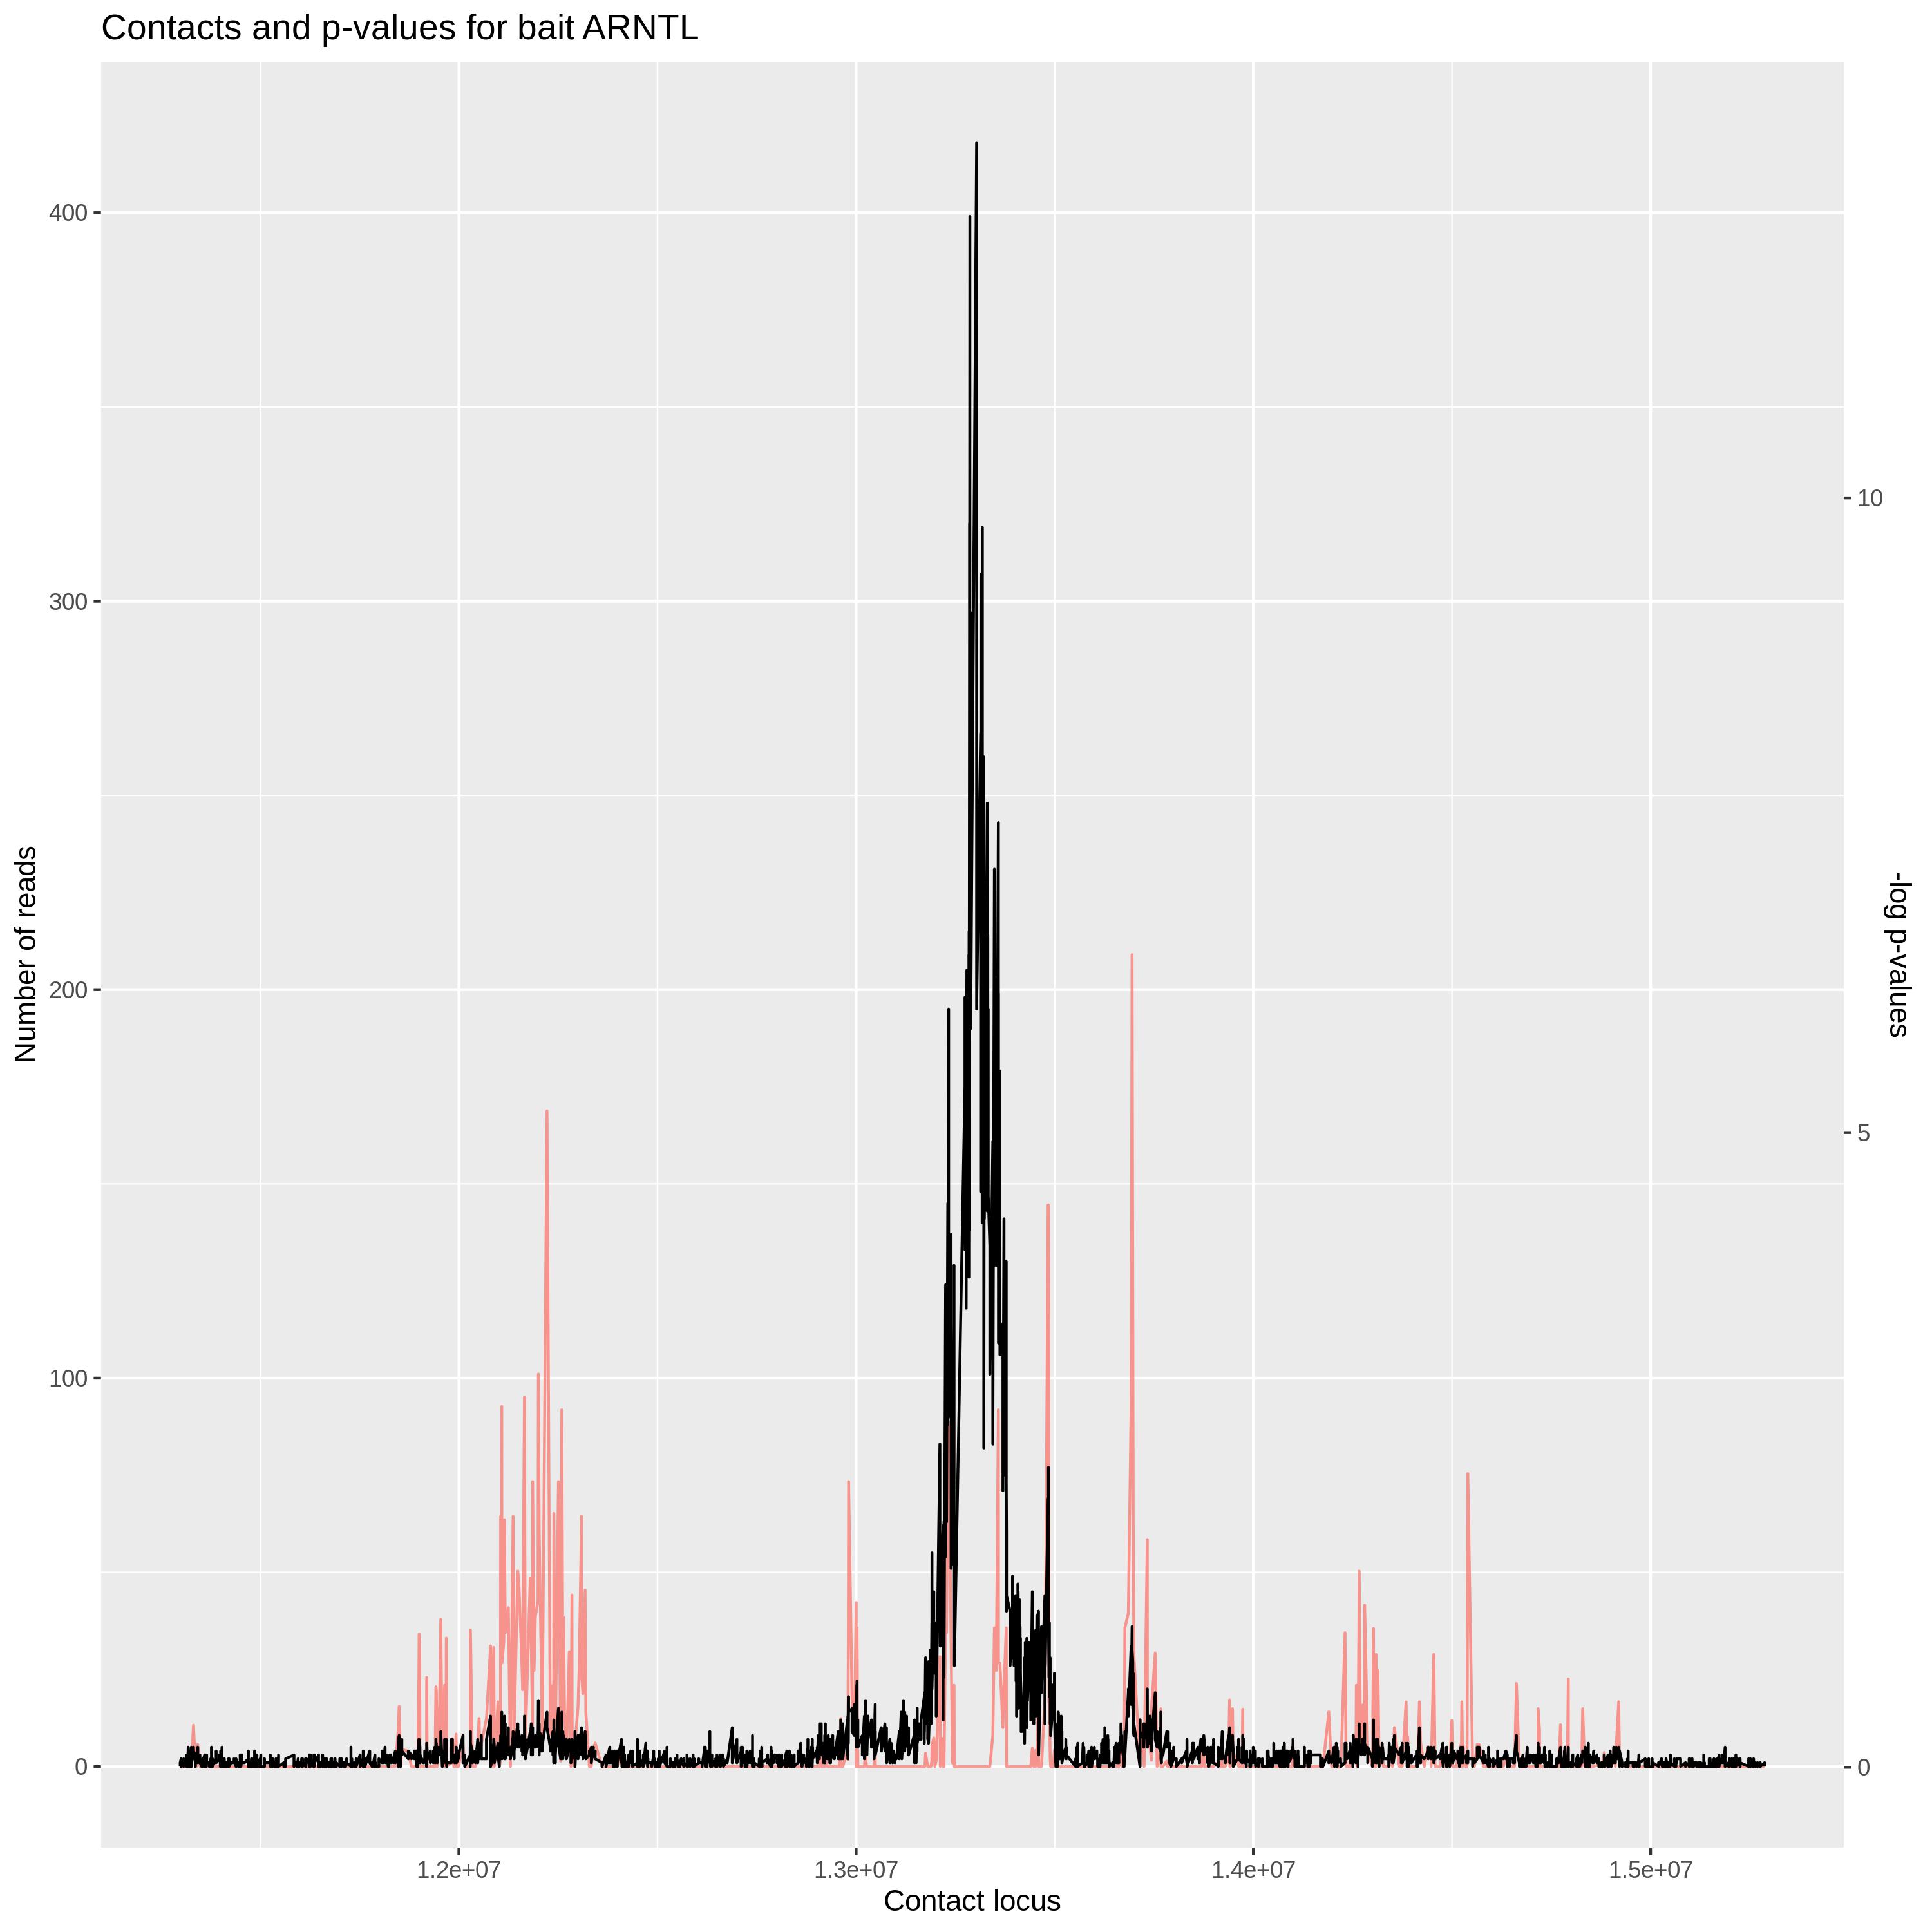 Contacts and p-values for bait ARNTL
400
300
200
100
0
Number of reads
10
5
0
-log p-values
1.2e+07
1.3e+07
1.4e+07
1.5e+07
Contact locus